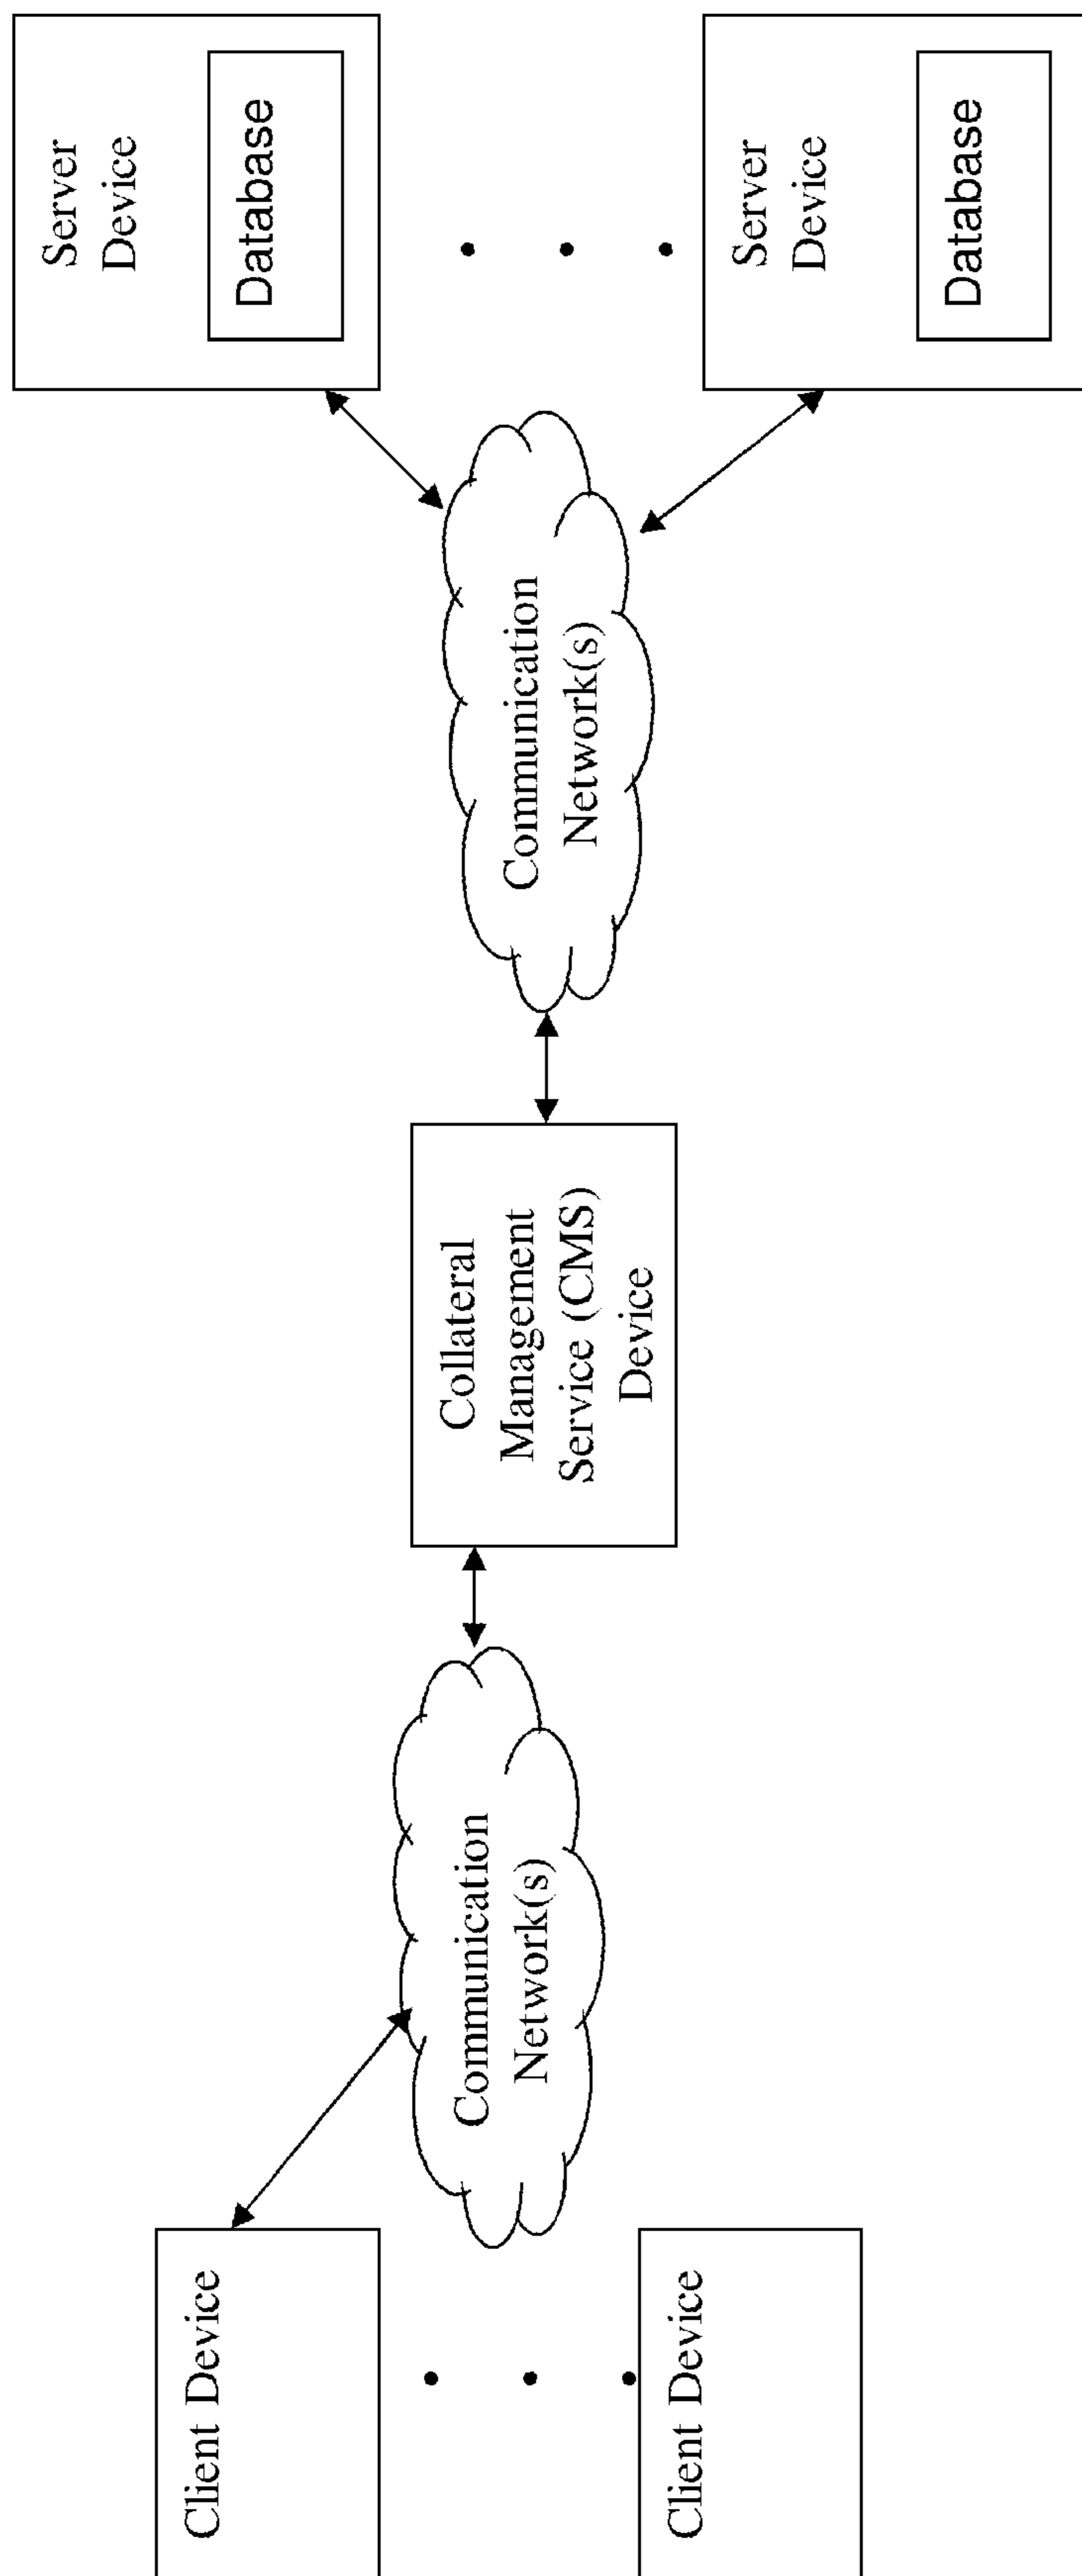 Client Device
Client Device
Communication
Network(s)
Collateral
Management
Service (CMS)
Device
Communication
Network(s)
Server
Device
Database
Server
Device
Database